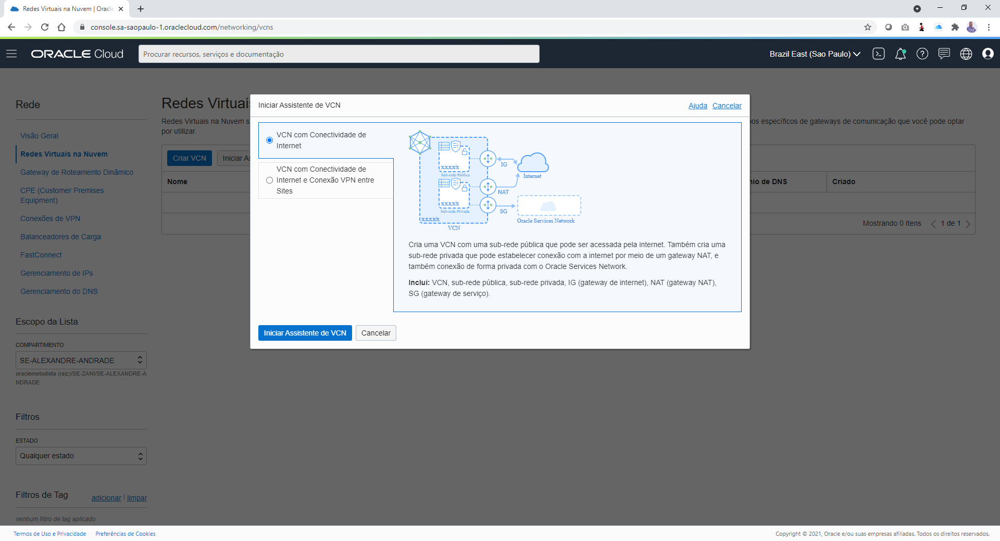 Redes Virtuais na Nuvem | Oracle
console.sa-saopaulo-1.oraclecloud.com/networking/vcns
ORACLE Cloud
Procurar recursos, serviços e documentação
Brazil East (Sao Paulo)
Rede
Visão Geral
Redes Virtuais na Nuvem
Gateway de Roteamento Dinâmico
CPE (Customer Premises
Equipment)
Conexões de VPN
Balanceadores de Carga
FastConnect
Gerenciamento de IPs
Gerenciamento do DNS
Escopo da Lista
COMPARTIMENTO
SE-ALEXANDRE-ANDRADE
oraclemetodista (raiz)/SE-ZANI/SE-ALEXANDRE-A
NDRADE
Filtros
ESTADO
Qualquer estado
Filtros de Tag
adicionar | limpar
nenhum filtro de tag aplicado
Redes Virtuais
Redes Virtuais na Nuvem s
os específicos de gateways de comunicação que você pode optar
por utilizar.
Criar VCN
Iniciar As
Nome
nio de DNS
Criado
Mostrando 0 Itens
1 de 1
Iniciar Assistente de VCN
Ajuda
Cancelar
VCN com Conectividade de
Internet
VCN com Conectividade de
Internet e Conexão VPN entre
Sites
xxxx/x
Sub-rede Pública
xxxx/x
Sub-rede Privada
xxxx/x
VCN
IG
Internet
NAT
SG
Oracle Services Network
Cria uma VCN com uma sub-rede pública que pode ser acessada pela internet. Também cria uma
sub-rede privada que pode estabelecer conexão com a internet por meio de um gateway NAT, e
também conexão de forma privada com o Oracle Services Network.
Inclui: VCN, sub-rede pública, sub-rede privada, IG (gateway de internet), NAT (gateway NAT),
SG (gateway de serviço).
Iniciar Assistente de VCN
Cancelar
Termos de Uso e Privacidade
Preferências de Cookies
Copyright © 2021, Oracle e/ou suas empresas afiliadas. Todos os direitos reservados.